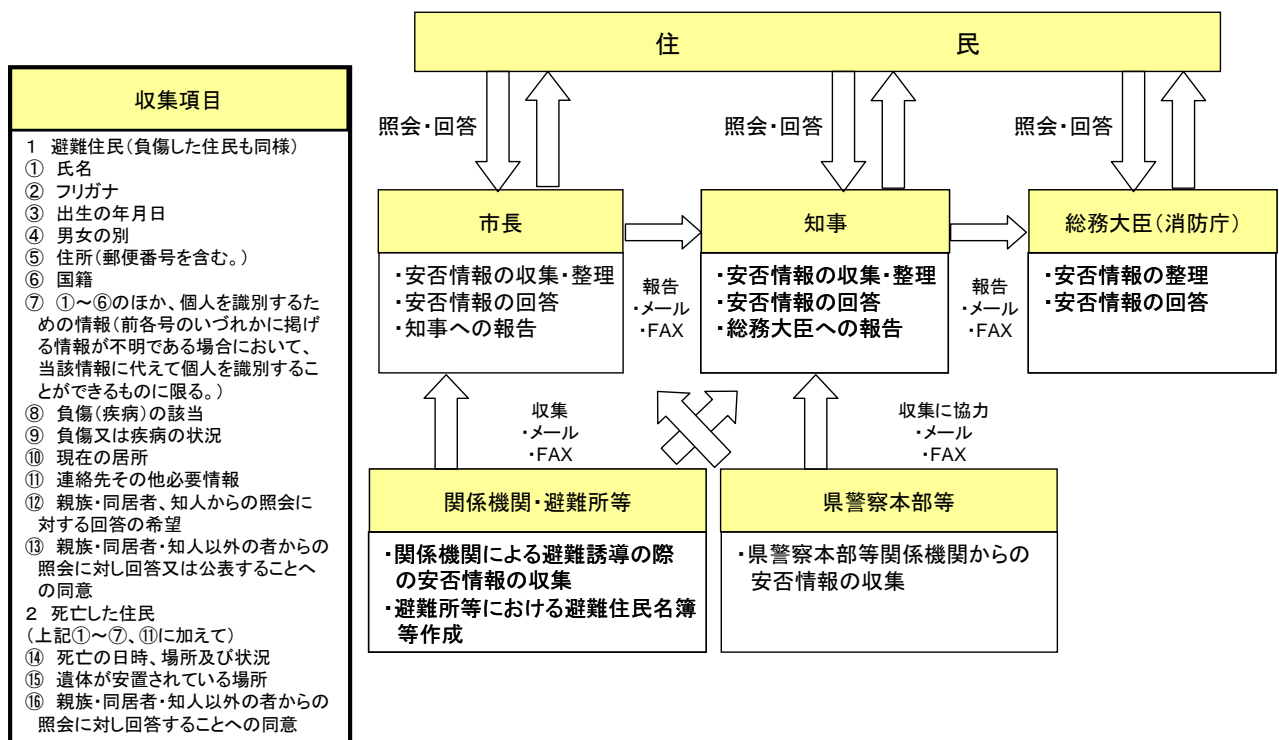 住 民
収集項目
1 避難住民(負傷した住民も同様)
① 氏名
② フリガナ
③ 出生の年月日
④ 男女の別
⑤ 住所(郵便番号を含む。)
⑥ 国籍
⑦ ①～⑥のほか、個人を識別するた
めの情報(前各号のいづれかに掲げ
る情報が不明である場合において、
当該情報に代えて個人を識別するこ
とができるものに限る。)
⑧ 負傷(疾病)の該当
⑨ 負傷又は疾病の状況
⑩ 現在の居所
⑪ 連絡先その他必要情報
⑫ 親族・同居者、知人からの照会に
対する回答の希望
⑬ 親族・同居者・知人以外の者からの
照会に対し回答又は公表することへ
の同意
2 死亡した住民
(上記①～⑦、⑪に加えて)
⑭ 死亡の日時、場所及び状況
⑮ 遺体が安置されている場所
⑯ 親族・同居者・知人以外の者からの
照会に対し回答することへの同意
照会・回答
照会・回答
照会・回答
市長
・安否情報の収集・整理
・安否情報の回答
・知事への報告
報告
・メール
・FAX
知事
・安否情報の収集・整理
・安否情報の回答
・総務大臣への報告
報告
・メール
・FAX
総務大臣(消防庁)
・安否情報の整理
・安否情報の回答
収集
・メール
・FAX
収集に協力
・メール
・FAX
関係機関・避難所等
・関係機関による避難誘導の際
の安否情報の収集
・避難所等における避難住民名簿
等作成
県警察本部等
・県警察本部等関係機関からの
安否情報の収集